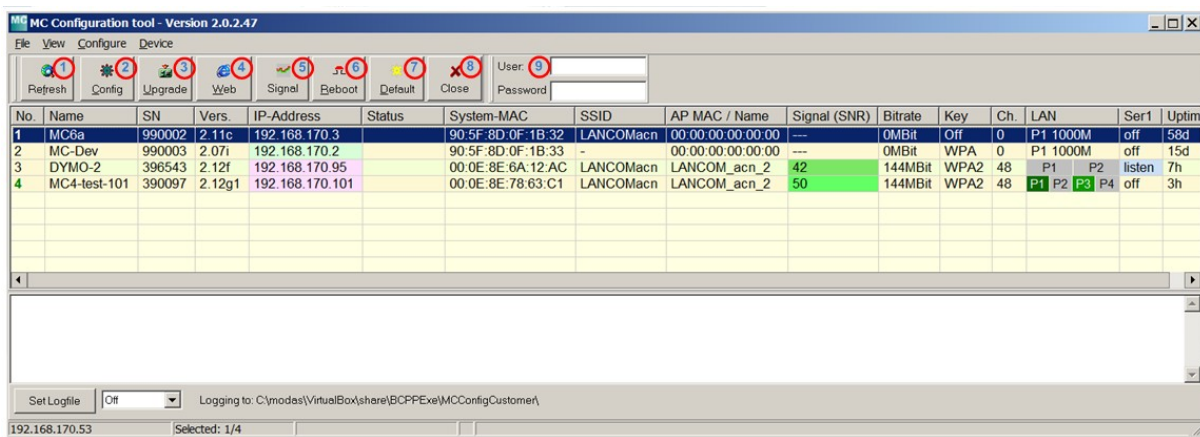 MC MC Configuration tool - Version 2.0.2.47
File View Configure Device
1 2 3 4 5 6 7 8 User: 9
Refresh Config Upgrade Web Signal Reboot Default Close Password
No. Name SN Vers. IP-Address Status System-MAC SSID AP MAC / Name Signal (SNR) Bitrate Key Ch. LAN Ser1 Uptim
1 MC6a 990002 2.11c 192.168.170.3 90:5F:8D:0F:1B:32 LANCOMacn 00:00:00:00:00:00 --- 0MBit Off 0 P1 1000M off 58d
2 MC-Dev 990003 2.07i 192.168.170.2 90:5F:8D:0F:1B:33 - 00:00:00:00:00:00 --- 0MBit WPA 0 P1 1000M off 15d
3 DYMO-2 396543 2.12f 192.168.170.95 00:0E:8E:6A:12:AC LANCOMacn LANCOM_acn_2 42 144MBit WPA2 48 P1 P2 listen 7h
4 MC4-test-101 390097 2.12g1 192.168.170.101 00:0E:8E:78:63:C1 LANCOMacn LANCOM_acn_2 50 144MBit WPA2 48 P1 P2 P3 P4 off 3h
Set Logfile Off Logging to: C:\modas\VirtualBox\share\BCPPExe\MCConfigCustomer\
192.168.170.53 Selected: 1/4